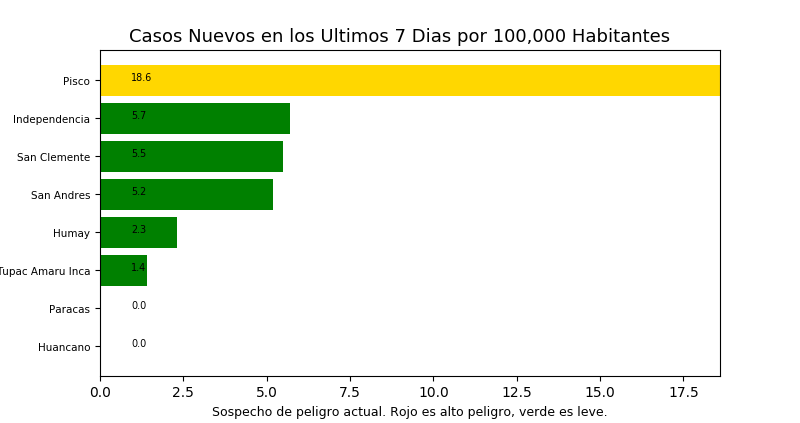 Casos Nuevos en los Ultimos 7 Dias por 100,000 Habitantes
Pisco 18.6
Independencia 5.7
San Clemente 5.5
San Andres 5.2
Humay 2.3
Tupac Amaru Inca 1.4
Paracas 0.0
Huancano 0.0
0.0 2.5 5.0 7.5 10.0 12.5 15.0 17.5
Sospecho de peligro actual. Rojo es alto peligro, verde es leve.